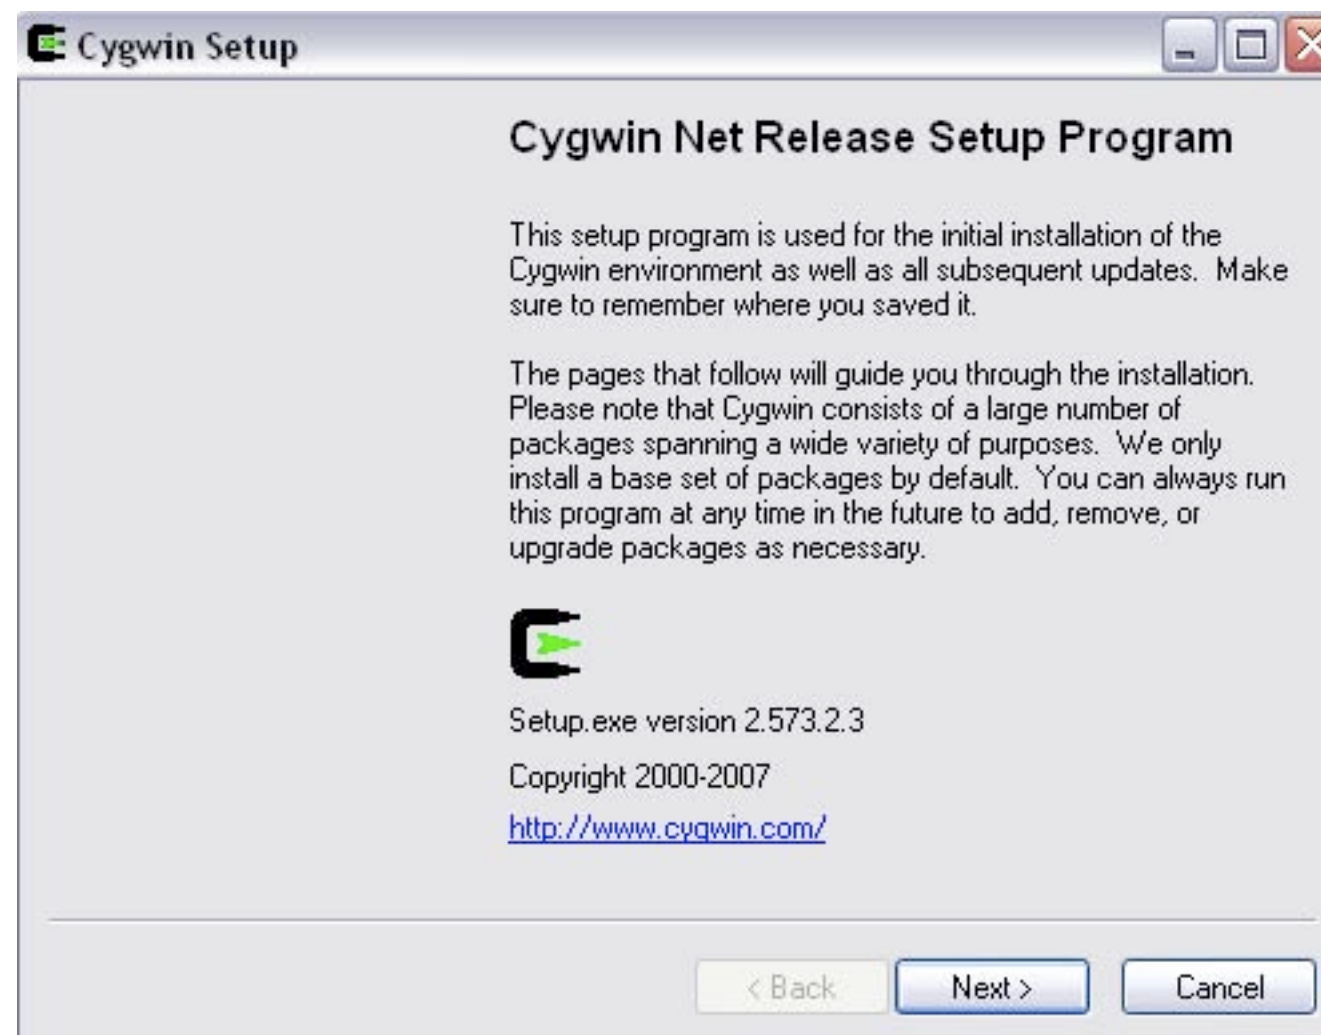 Cygwin Setup
Cygwin Net Release Setup Program
This setup program is used for the initial installation of the
Cygwin environment as well as all subsequent updates.  Make
sure to remember where you saved it.
The pages that follow will guide you through the installation.
Please note that Cygwin consists of a large number of
packages spanning a wide variety of purposes.  We only
install a base set of packages by default.  You can always run
this program at any time in the future to add, remove, or
upgrade packages as necessary.
Setup.exe version 2.573.2.3
Copyright 2000-2007
http://www.cygwin.com/
< Back Next > Cancel